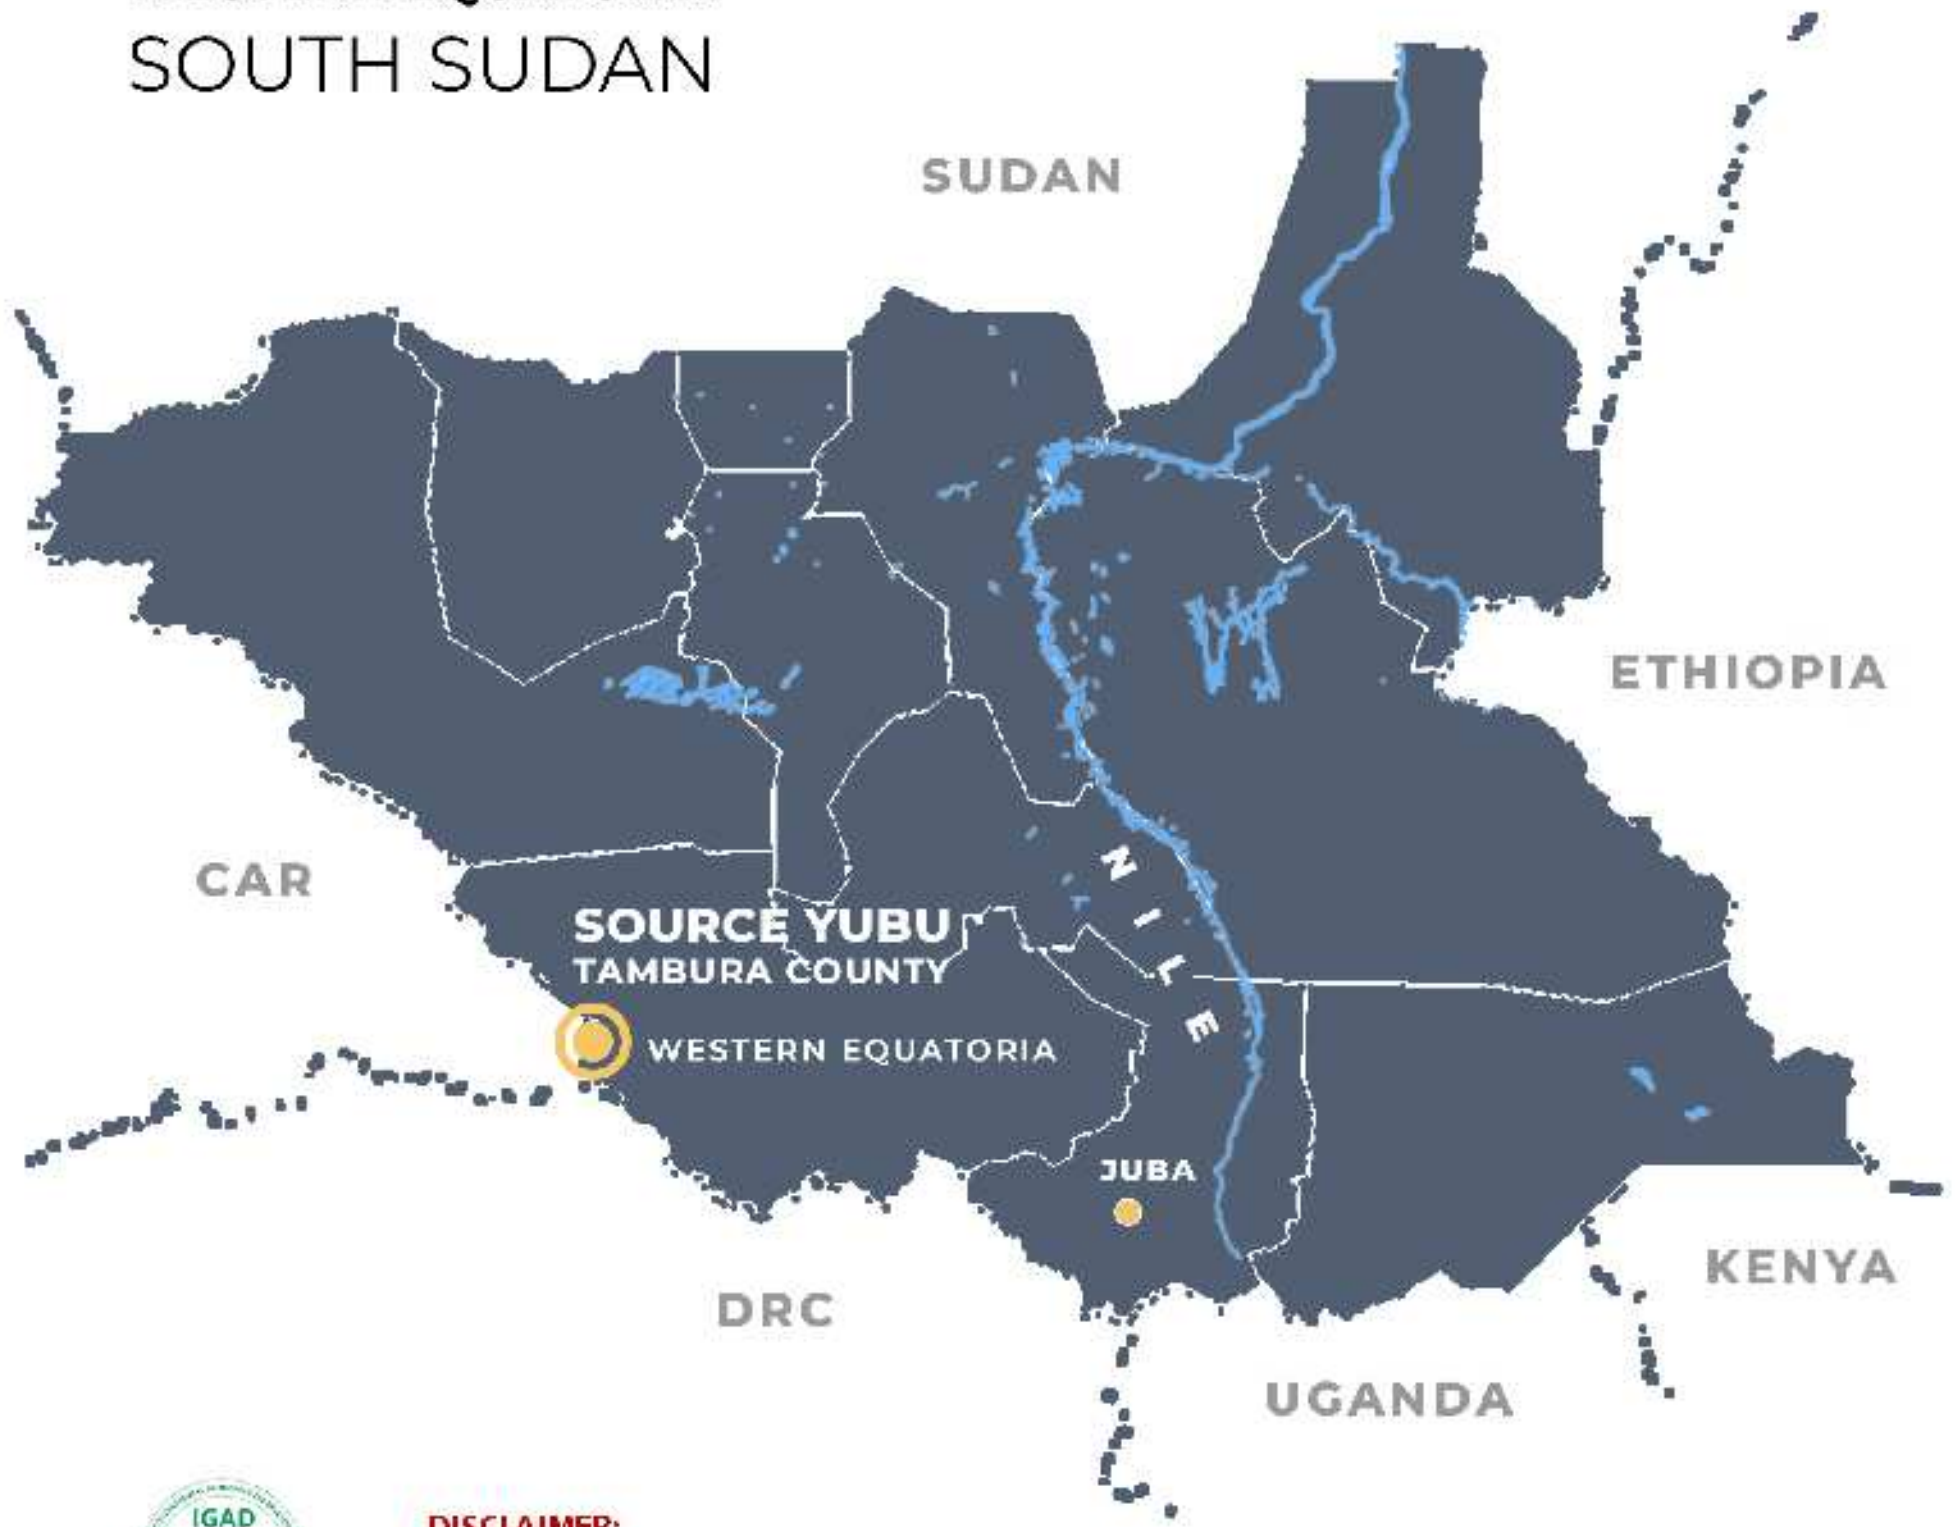 SOUTH SUDAN
SUDAN
ETHIOPIA
CAR
NILE
SOURCE YUBU
TAMBURA COUNTY
WESTERN EQUATORIA
JUBA
KENYA
DRC
UGANDA
IGAD
DISCLAIMER: